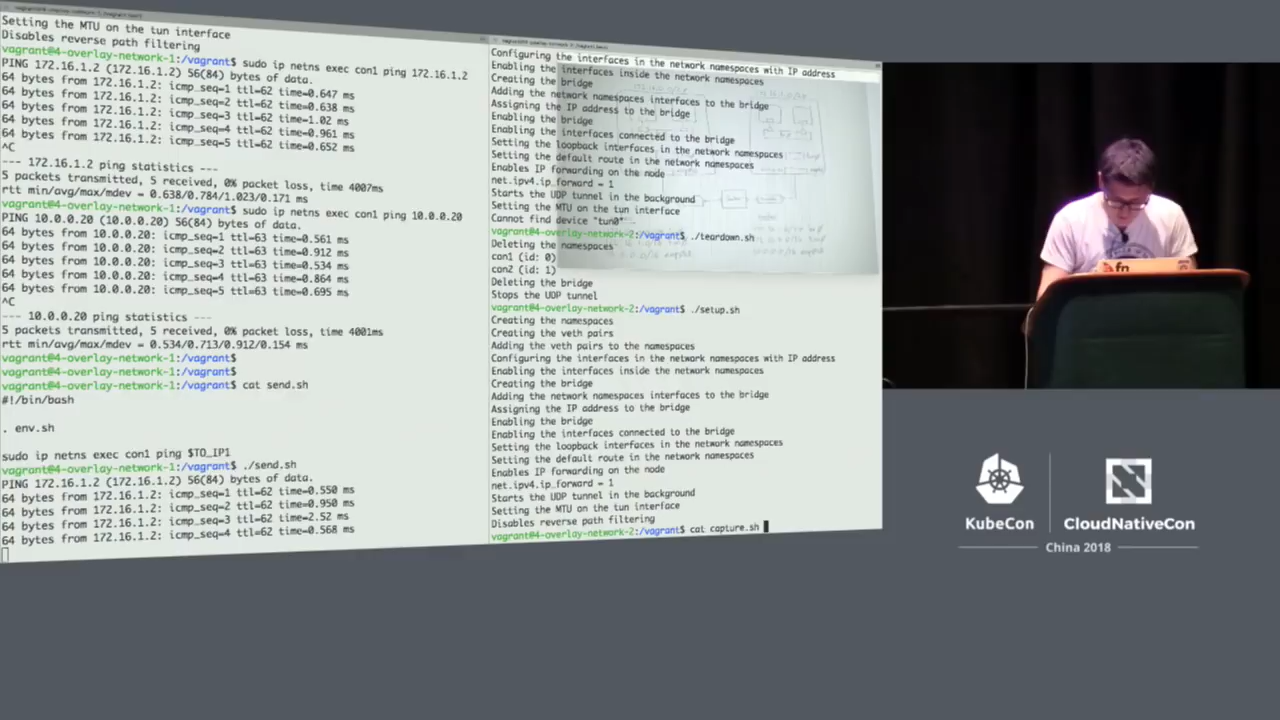 Setting the MTU on the tun interface
Disables reverse path filtering
vagrant@4-overlay-network-1:/vagrant$ sudo ip netns exec con1 ping 172.16.1.2
PING 172.16.1.2 (172.16.1.2) 56(84) bytes of data.
64 bytes from 172.16.1.2: icmp_seq=1 ttl=62 time=0.647 ms
64 bytes from 172.16.1.2: icmp_seq=2 ttl=62 time=0.638 ms
64 bytes from 172.16.1.2: icmp_seq=3 ttl=62 time=1.02 ms
64 bytes from 172.16.1.2: icmp_seq=4 ttl=62 time=0.961 ms
64 bytes from 172.16.1.2: icmp_seq=5 ttl=62 time=0.652 ms
^C
--- 172.16.1.2 ping statistics ---
5 packets transmitted, 5 received, 0% packet loss, time 4007ms
rtt min/avg/max/mdev = 0.638/0.784/1.023/0.171 ms
vagrant@4-overlay-network-1:/vagrant$ sudo ip netns exec con1 ping 10.0.0.20
PING 10.0.0.20 (10.0.0.20) 56(84) bytes of data.
64 bytes from 10.0.0.20: icmp_seq=1 ttl=63 time=0.561 ms
64 bytes from 10.0.0.20: icmp_seq=2 ttl=63 time=0.912 ms
64 bytes from 10.0.0.20: icmp_seq=3 ttl=63 time=0.534 ms
64 bytes from 10.0.0.20: icmp_seq=4 ttl=63 time=0.864 ms
64 bytes from 10.0.0.20: icmp_seq=5 ttl=63 time=0.695 ms
^C
--- 10.0.0.20 ping statistics ---
5 packets transmitted, 5 received, 0% packet loss, time 4001ms
rtt min/avg/max/mdev = 0.534/0.713/0.912/0.154 ms
vagrant@4-overlay-network-1:/vagrant$
vagrant@4-overlay-network-1:/vagrant$
vagrant@4-overlay-network-1:/vagrant$ cat send.sh
#!/bin/bash
. env.sh
sudo ip netns exec con1 ping $TO_IP1
vagrant@4-overlay-network-1:/vagrant$ ./send.sh
PING 172.16.1.2 (172.16.1.2) 56(84) bytes of data.
64 bytes from 172.16.1.2: icmp_seq=1 ttl=62 time=0.550 ms
64 bytes from 172.16.1.2: icmp_seq=2 ttl=62 time=0.950 ms
64 bytes from 172.16.1.2: icmp_seq=3 ttl=62 time=2.52 ms
64 bytes from 172.16.1.2: icmp_seq=4 ttl=62 time=0.568 ms
Configuring the interfaces in the network namespaces with IP address
Enabling the interfaces inside the network namespaces
Creating the bridge
Adding the network namespaces interfaces to the bridge
Assigning the IP address to the bridge
Enabling the bridge
Enabling the interfaces connected to the bridge
Setting the loopback interfaces in the network namespaces
Setting the default route in the network namespaces
Enables IP forwarding on the node
net.ipv4.ip_forward = 1
Starts the UDP tunnel in the background
Setting the MTU on the tun interface
Cannot find device "tun0"
vagrant@4-overlay-network-2:/vagrant$ ./teardown.sh
Deleting the namespaces
con1 (id: 0)
con2 (id: 1)
Deleting the bridge
Stops the UDP tunnel
vagrant@4-overlay-network-2:/vagrant$ ./setup.sh
Creating the namespaces
Creating the veth pairs
Adding the veth pairs to the namespaces
Configuring the interfaces in the network namespaces with IP address
Enabling the interfaces inside the network namespaces
Creating the bridge
Adding the network namespaces interfaces to the bridge
Assigning the IP address to the bridge
Enabling the bridge
Enabling the interfaces connected to the bridge
Setting the loopback interfaces in the network namespaces
Setting the default route in the network namespaces
Enables IP forwarding on the node
net.ipv4.ip_forward = 1
Starts the UDP tunnel in the background
Setting the MTU on the tun interface
Disables reverse path filtering
vagrant@4-overlay-network-2:/vagrant$ cat capture.sh
fn
KubeCon
CloudNativeCon
China 2018